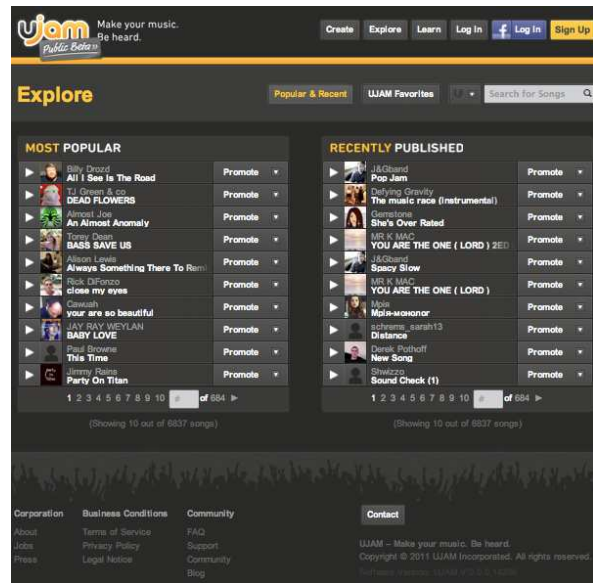 ujam
Public Beta »
Make your music.
Be heard.
Create Explore Learn Log In f Log In Sign Up
Explore
Popular & Recent UJAM Favorites Search for Songs
MOST POPULAR
Billy Drozd
All I See Is The Road
Promote
TJ Green & co
DEAD FLOWERS
Promote
Almost Joe
An Almost Anomaly
Promote
Torey Dean
BASS SAVE US
Promote
Alison Lewis
Always Something There To Remi
Promote
Rick DiFonzo
close my eyes
Promote
Cawuah
your are so beautiful
Promote
JAY RAY WEYLAN
BABY LOVE
Promote
Paul Browne
This Time
Promote
Jimmy Rains
Party On Titan
Promote
1 2 3 4 5 6 7 8 9 10 # of 684
(Showing 10 out of 6837 songs)
RECENTLY PUBLISHED
J&Gband
Pop Jam
Promote
Defying Gravity
The music race (instrumental)
Promote
Gemstone
She's Over Rated
Promote
MR K MAC
YOU ARE THE ONE ( LORD ) 2ED
Promote
J&Gband
Spacy Slow
Promote
MR K MAC
YOU ARE THE ONE ( LORD )
Promote
Мрія
Мрія-монолог
Promote
schrems_sarah13
Distance
Promote
Derek Pothoff
New Song
Promote
Shwizzo
Sound Check (1)
Promote
1 2 3 4 5 6 7 8 9 10 # of 684
(Showing 10 out of 6837 songs)
Corporation Business Conditions Community
About Terms of Service FAQ
Jobs Privacy Policy Support
Press Legal Notice Community
Blog
Contact
UJAM – Make your music. Be heard.
Copyright © 2011 UJAM Incorporated. All rights reserved.